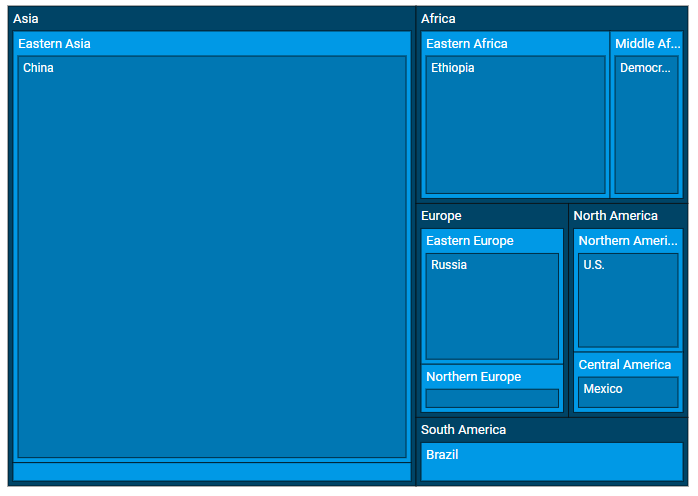 Asia
Eastern Asia
China
Africa
Eastern Africa
Ethiopia
Middle Af...
Democr...
Europe
Eastern Europe
Russia
Northern Europe
North America
Northern Ameri...
U.S.
Central America
Mexico
South America
Brazil